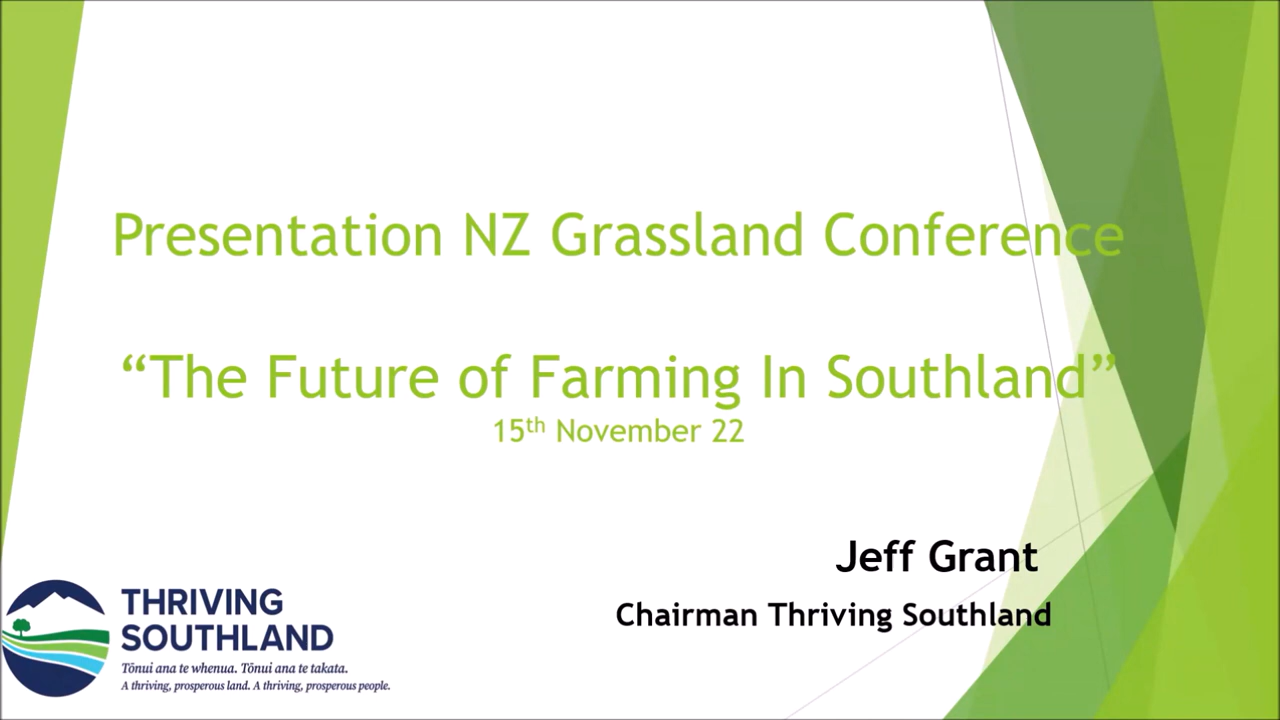 Presentation NZ Grassland Conference
“The Future of Farming In Southland”
15th November 22
Jeff Grant
Chairman Thriving Southland
THRIVING
SOUTHLAND
Tōnui ana te whenua. Tōnui ana te takata.
A thriving, prosperous land. A thriving, prosperous people.